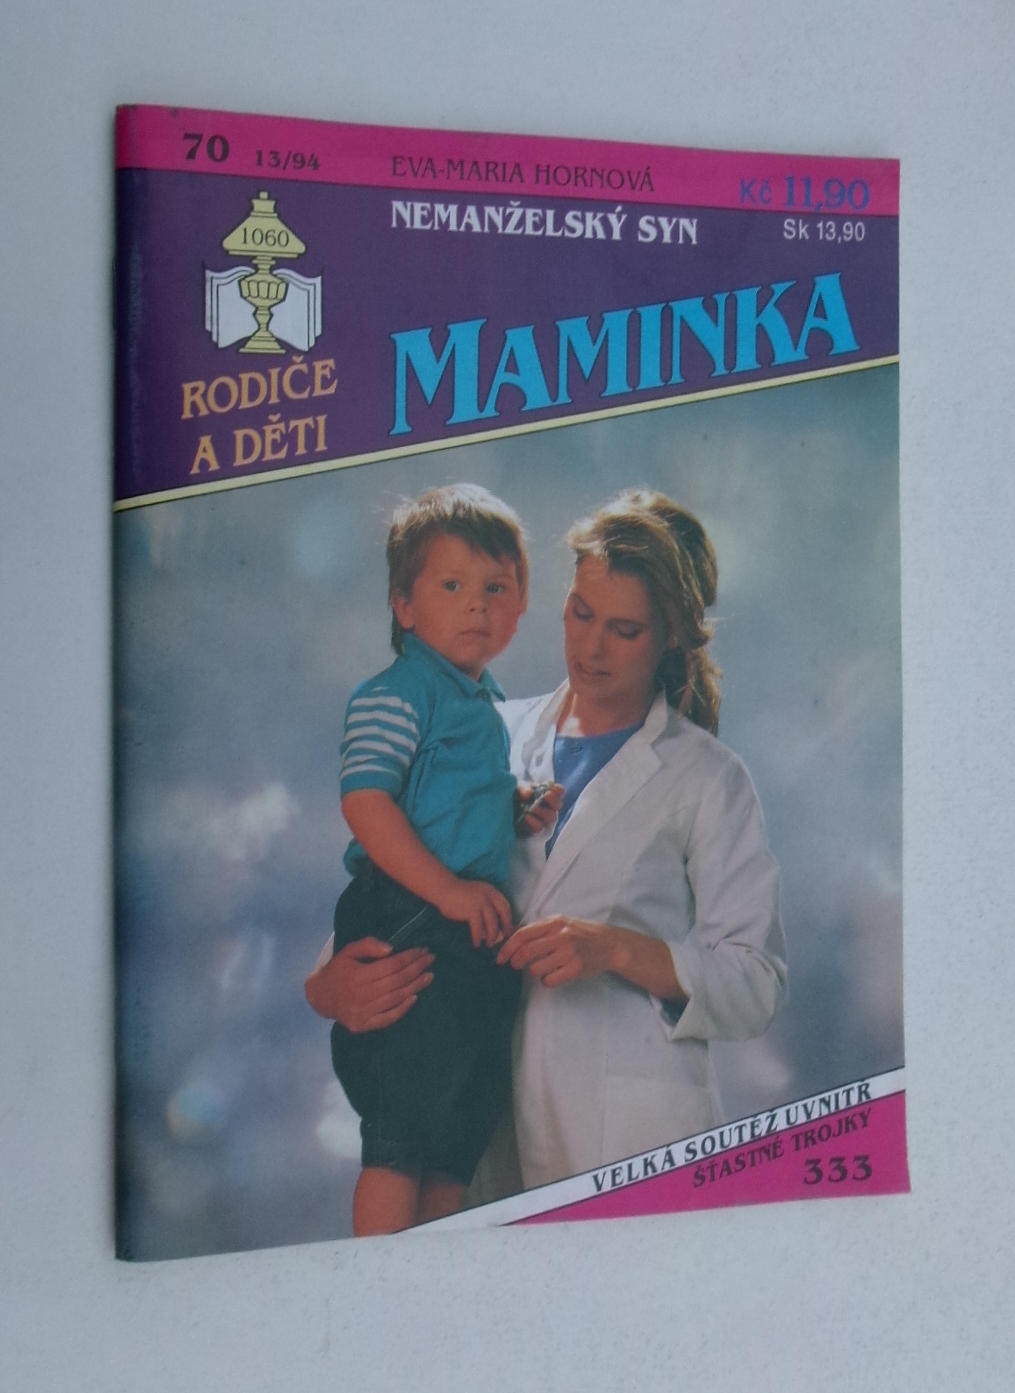 70 13/94
EVA-MARIA HORNOVÁ
Kč 11,90
NEMANŽELSKÝ SYN
Sk 13,90
1060
MAMINKA
RODIČE
A DĚTI
VELKÁ SOUTĚŽ UVNITŘ
ŠŤASTNÉ TROJKY
333